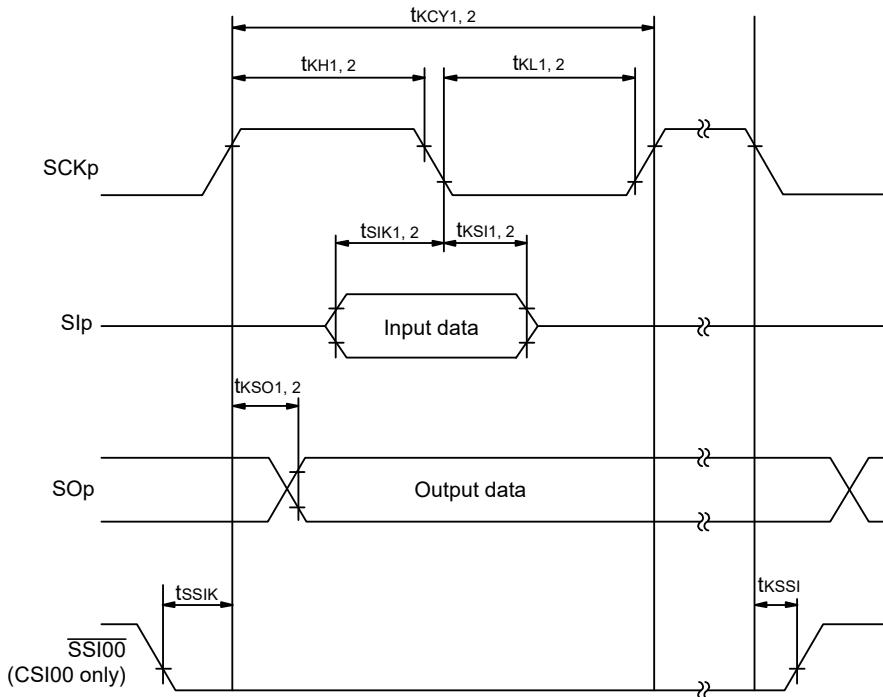 tKCY1, 2
tKH1, 2
tKL1, 2
SCKp
tSIK1, 2
tKSI1, 2
SIp
Input data
tKSO1, 2
SOp
Output data
tSSIK
tKSSI
SSI00
(CSI00 only)